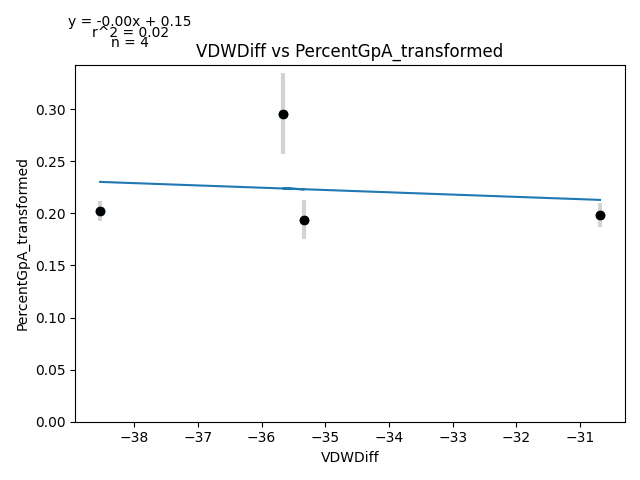 y = -0.00x + 0.15
r^2 = 0.02
n = 4
VDWDiff vs PercentGpA_transformed
PercentGpA_transformed
0.30
0.25
0.20
0.15
0.10
0.05
0.00
−38 −37 −36 −35 −34 −33 −32 −31
VDWDiff